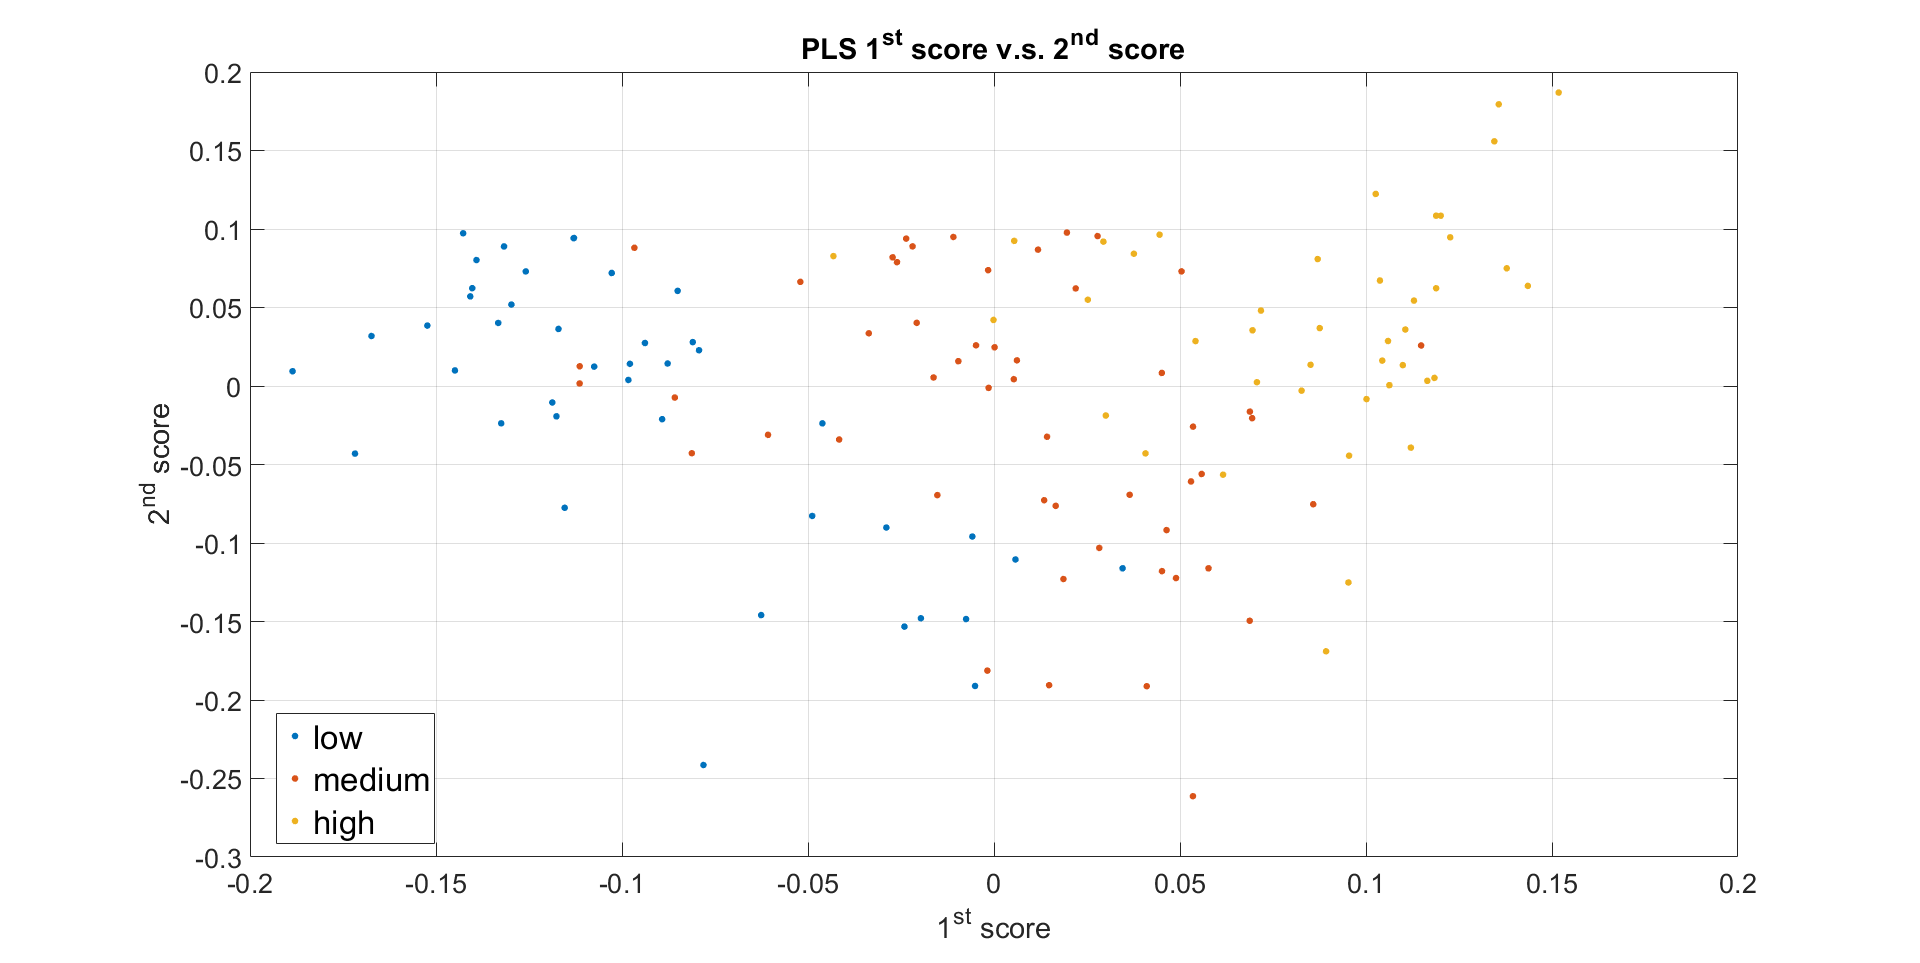 PLS 1st score v.s. 2nd score
0.2
0.15
0.1
0.05
0
-0.05
-0.1
-0.15
-0.2
-0.25
-0.3
2nd score
low
medium
high
-0.2 -0.15 -0.1 -0.05 0 0.05 0.1 0.15 0.2
1st score